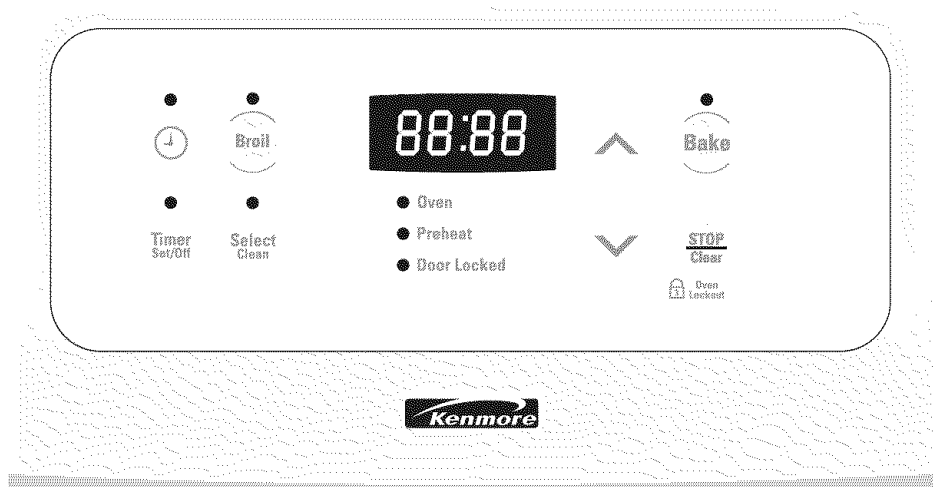 Broil
88:88
Bake
Oven
Preheat
Door Locked
Timer
Set/Off
Select
Clean
STOP
Clear
Oven
Lockout
Kenmore